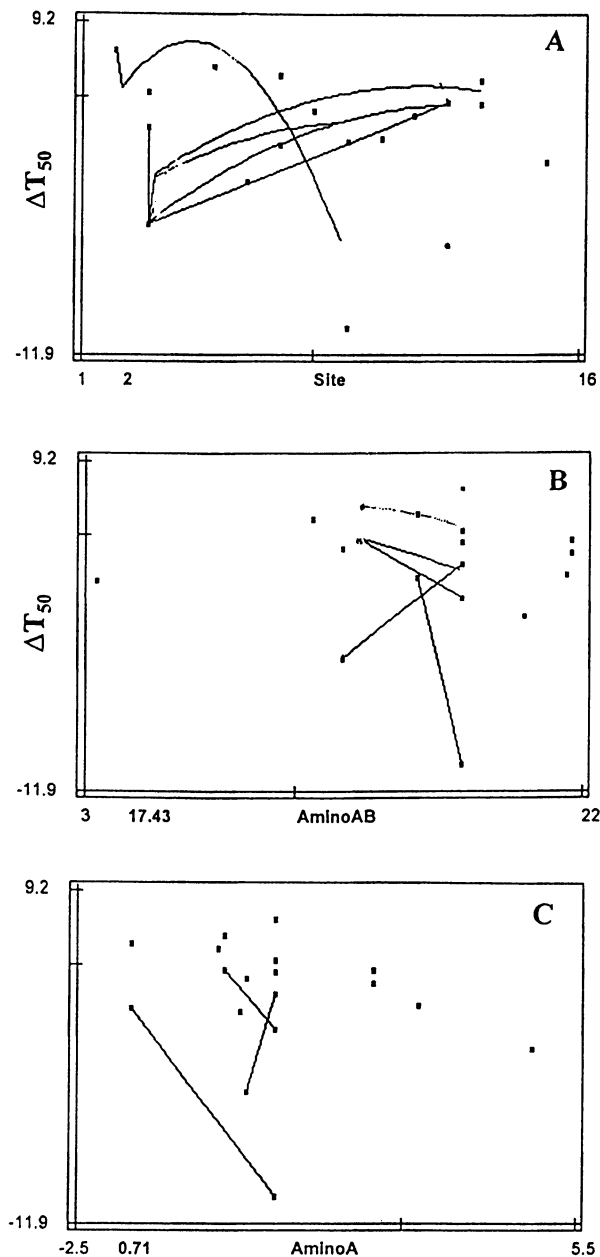 9.2
A
ΔT50
-11.9
1 2 Site 16
9.2
B
ΔT50
-11.9
3 17.43 AminoAB 22
9.2
C
-11.9
-2.5 0.71 AminoA 5.5